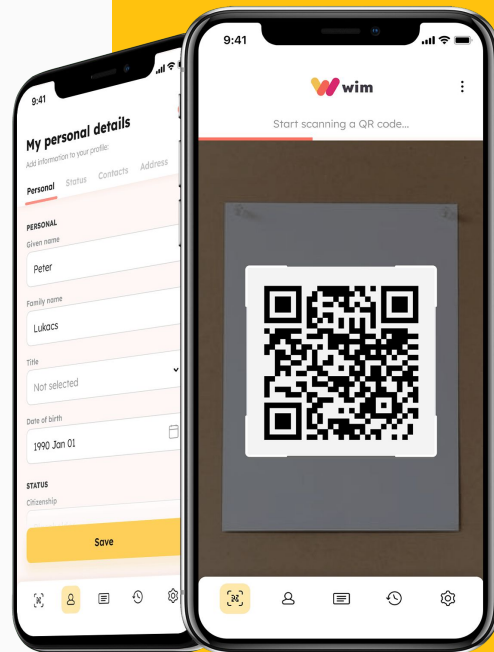 9:41
My personal details
Add information to your profile:
Personal Status Contacts Address
PERSONAL
Given name
Peter
Family name
Lukacs
Title
Not selected
Date of birth
1990 Jan 01
STATUS
Citizenship
Save
9:41
wim
Start scanning a QR code...